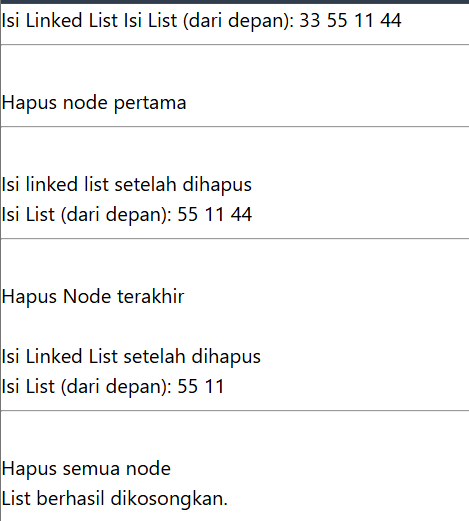 Isi Linked List Isi List (dari depan): 33 55 11 44
Hapus node pertama
Isi linked list setelah dihapus
Isi List (dari depan): 55 11 44
Hapus Node terakhir
Isi Linked List setelah dihapus
Isi List (dari depan): 55 11
Hapus semua node
List berhasil dikosongkan.